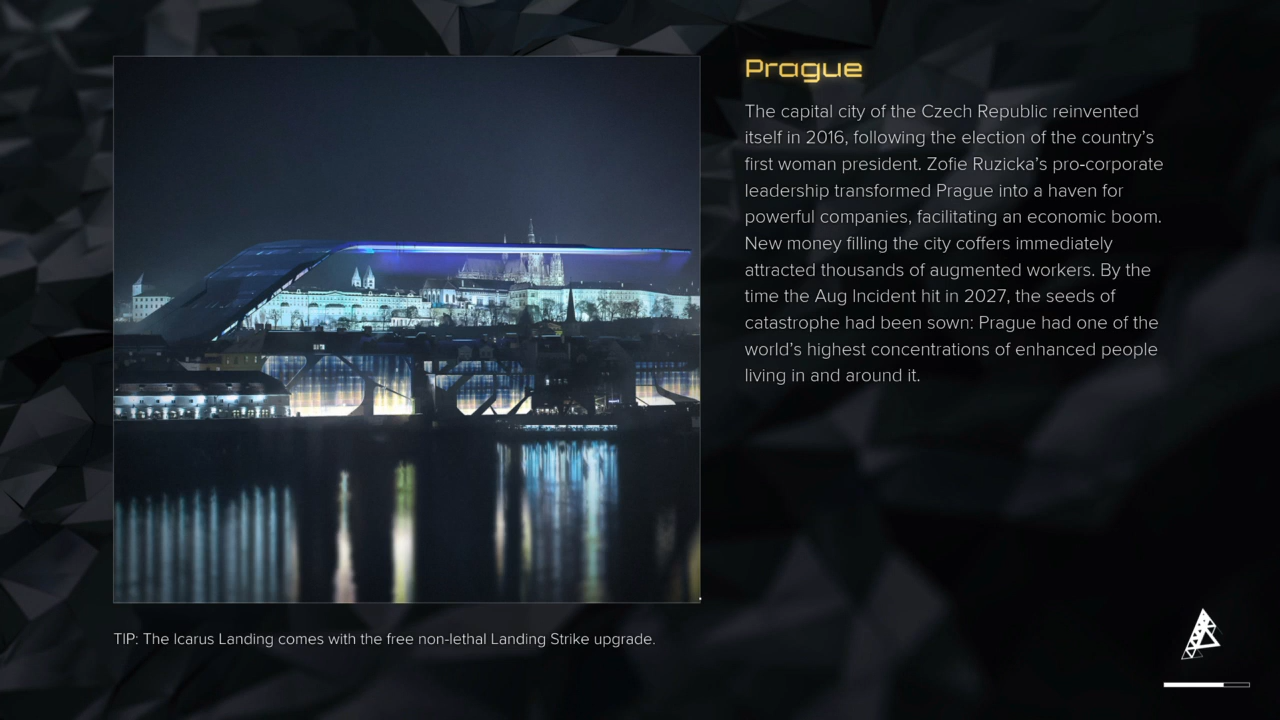 Prague
The capital city of the Czech Republic reinvented
itself in 2016, following the election of the country’s
first woman president. Zofie Ruzicka’s pro-corporate
leadership transformed Prague into a haven for
powerful companies, facilitating an economic boom.
New money filling the city coffers immediately
attracted thousands of augmented workers. By the
time the Aug Incident hit in 2027, the seeds of
catastrophe had been sown: Prague had one of the
world’s highest concentrations of enhanced people
living in and around it.
TIP: The Icarus Landing comes with the free non-lethal Landing Strike upgrade.